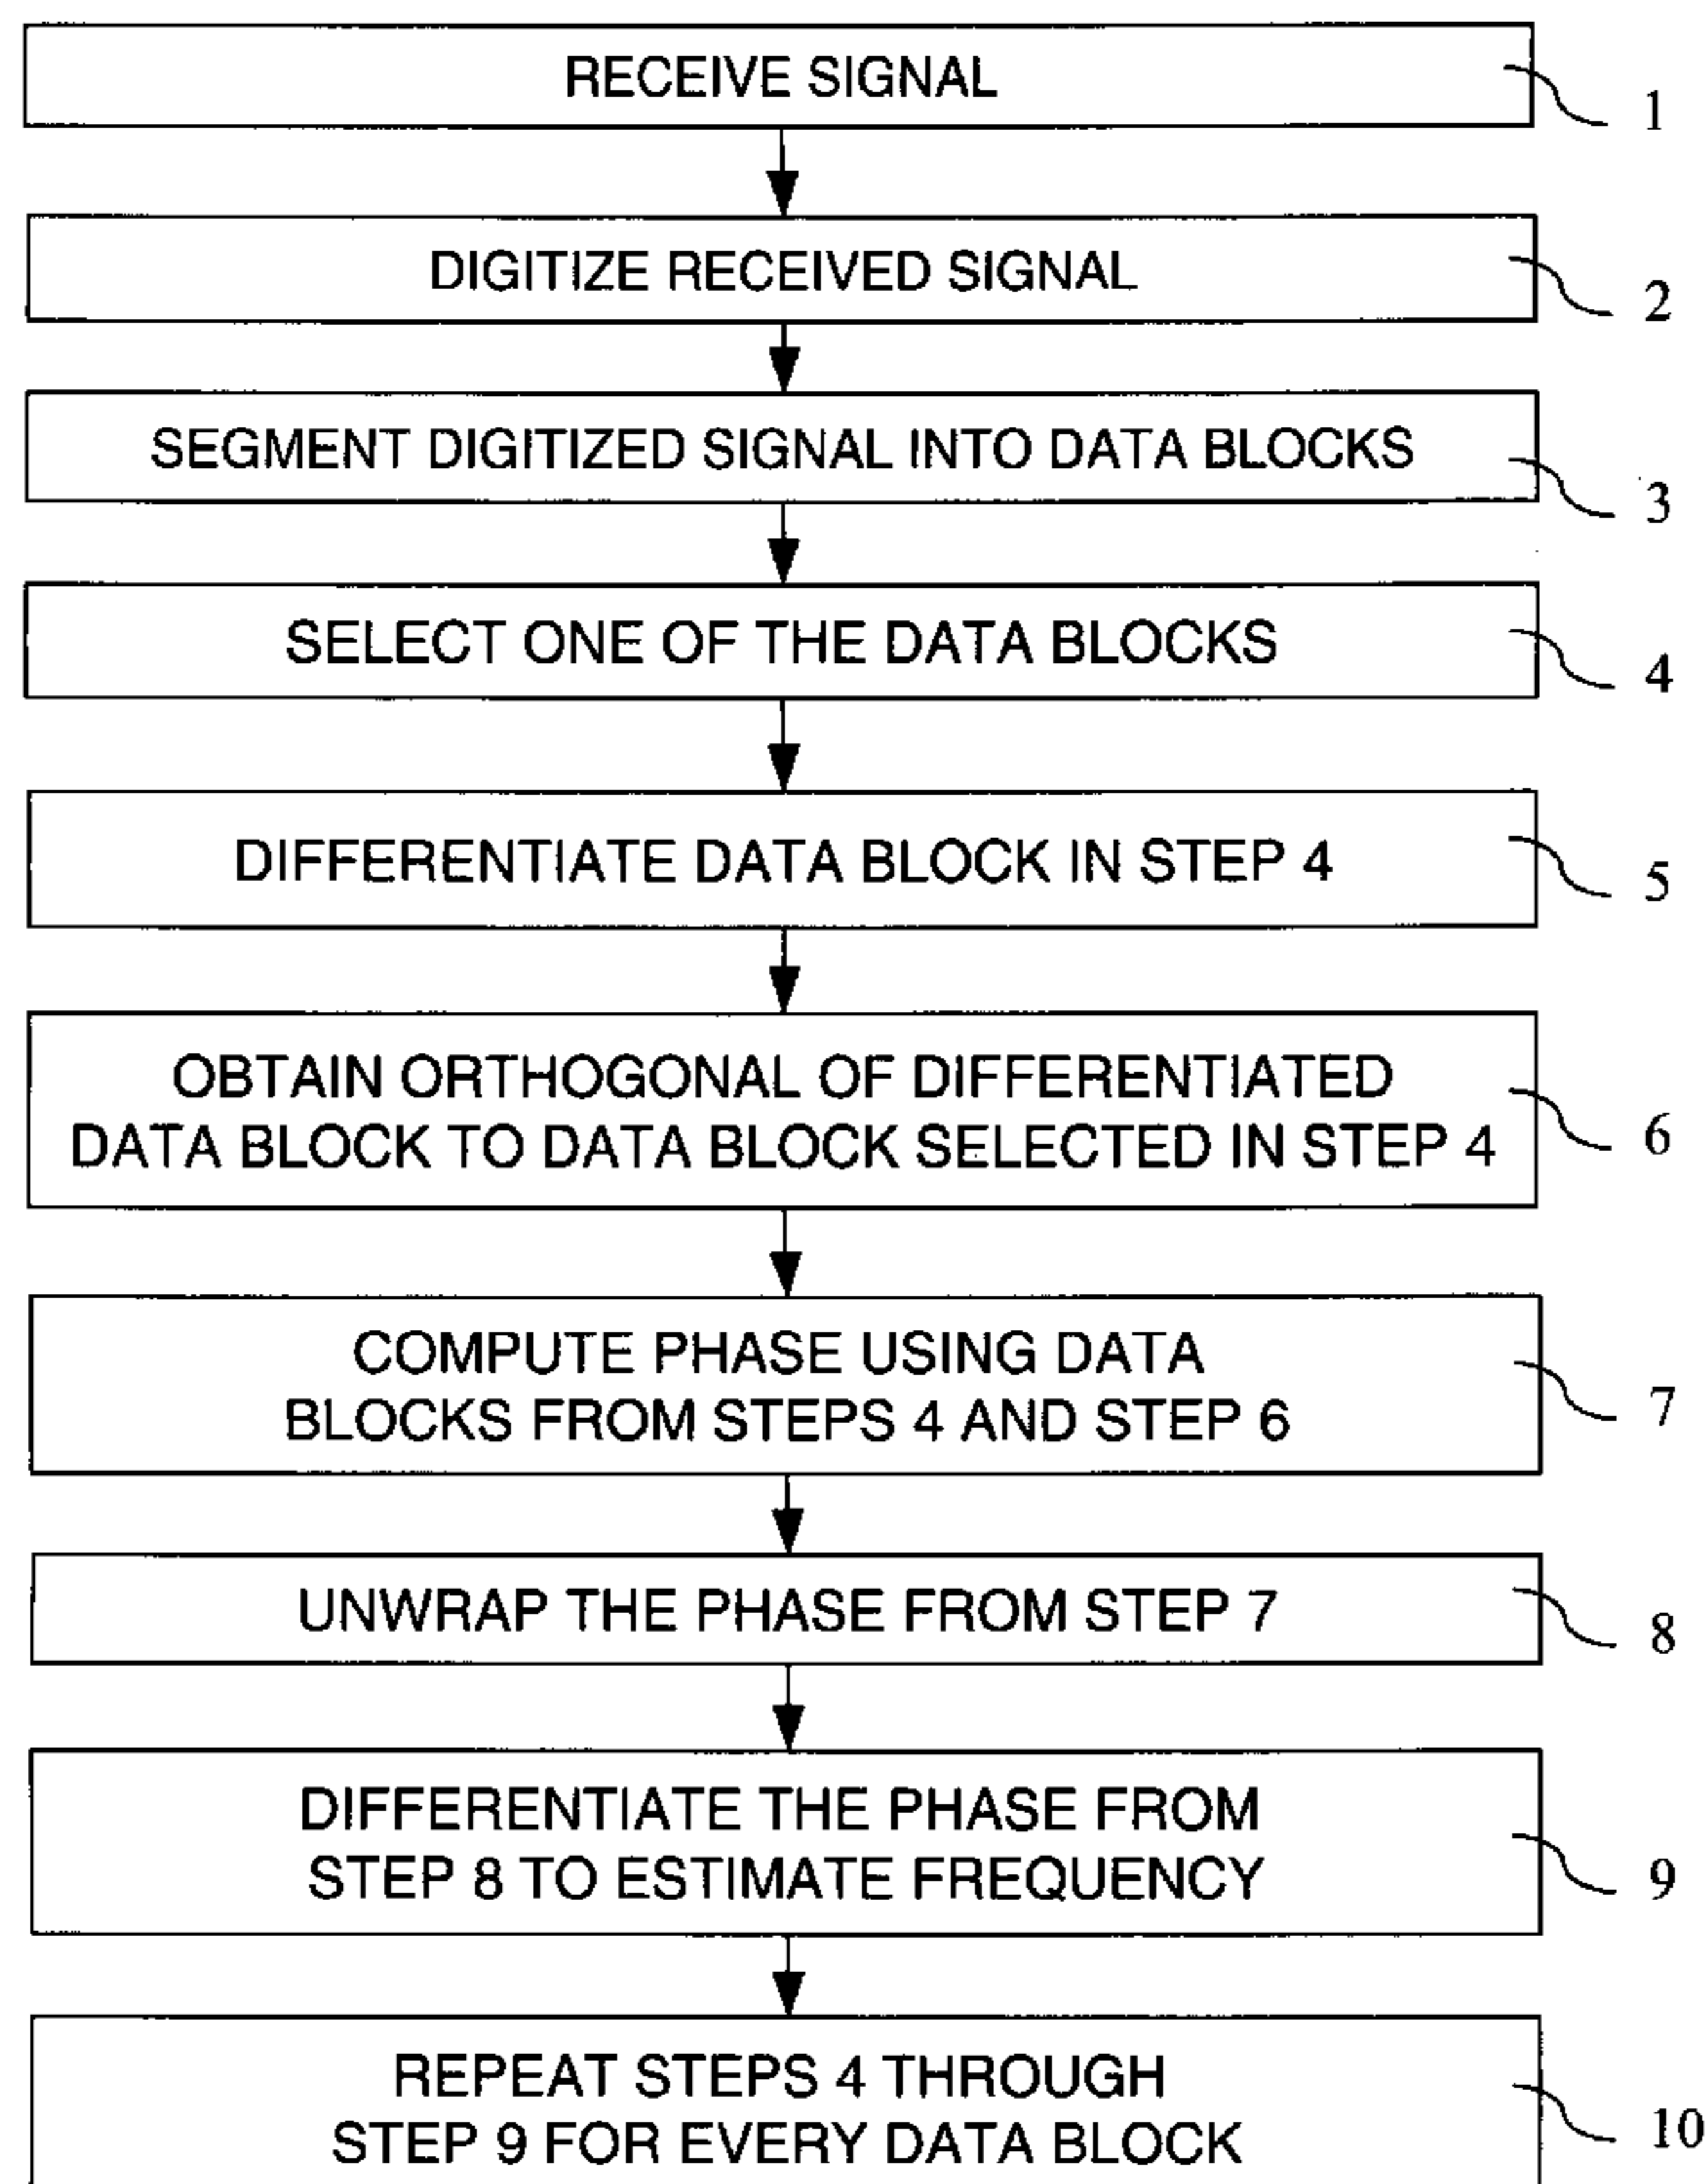 RECEIVE SIGNAL
1
DIGITIZE RECEIVED SIGNAL
2
SEGMENT DIGITIZED SIGNAL INTO DATA BLOCKS
3
SELECT ONE OF THE DATA BLOCKS
4
DIFFERENTIATE DATA BLOCK IN STEP 4
5
OBTAIN ORTHOGONAL OF DIFFERENTIATED
DATA BLOCK TO DATA BLOCK SELECTED IN STEP 4
6
COMPUTE PHASE USING DATA
BLOCKS FROM STEPS 4 AND STEP 6
7
UNWRAP THE PHASE FROM STEP 7
8
DIFFERENTIATE THE PHASE FROM
STEP 8 TO ESTIMATE FREQUENCY
9
REPEAT STEPS 4 THROUGH
STEP 9 FOR EVERY DATA BLOCK
10